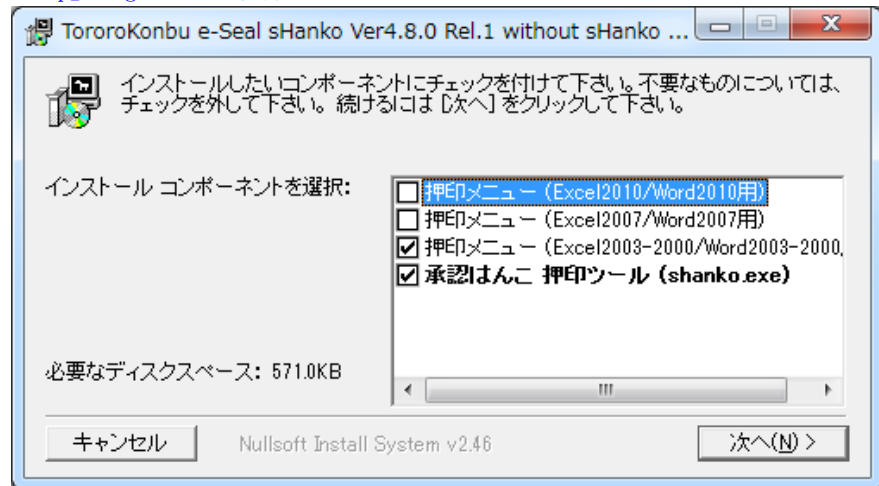 TororoKonbu e-Seal sHanko Ver4.8.0 Rel.1 without sHanko ...
インストールしたいコンポーネントにチェックを付けて下さい。不要なものについては、
チェックを外して下さい。続けるには [次へ] をクリックして下さい。
インストール コンポーネントを選択:
押印メニュー (Excel2010/Word2010用)
押印メニュー (Excel2007/Word2007用)
押印メニュー (Excel2003-2000/Word2003-2000,
承認はんこ 押印ツール (shanko.exe)
必要なディスクスペース: 571.0KB
キャンセル
Nullsoft Install System v2.46
次へ(N) >